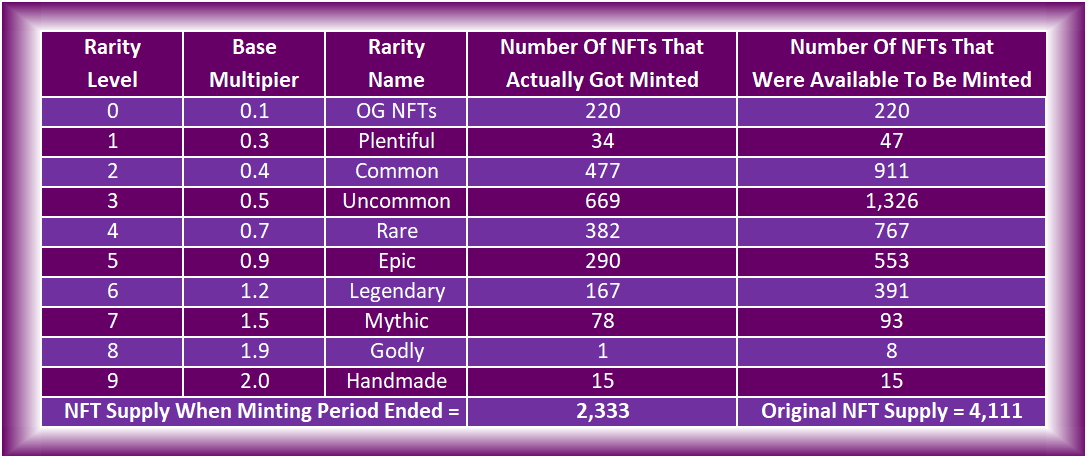 Rarity Level | Base Multipier | Rarity Name | Number Of NFTs That Actually Got Minted | Number Of NFTs That Were Available To Be Minted
0 | 0.1 | OG NFTs | 220 | 220
1 | 0.3 | Plentiful | 34 | 47
2 | 0.4 | Common | 477 | 911
3 | 0.5 | Uncommon | 669 | 1,326
4 | 0.7 | Rare | 382 | 767
5 | 0.9 | Epic | 290 | 553
6 | 1.2 | Legendary | 167 | 391
7 | 1.5 | Mythic | 78 | 93
8 | 1.9 | Godly | 1 | 8
9 | 2.0 | Handmade | 15 | 15
NFT Supply When Minting Period Ended = | 2,333 | Original NFT Supply = 4,111